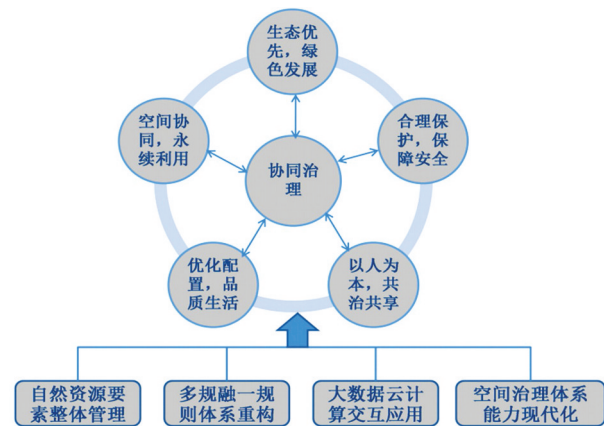 生态优
先，绿
色发展
空间协
同，永
续利用
合理保
护，保
障安全
协同治
理
优化配
置，品
质生活
以人为
本，共
治共享
自然资源要
素整体管理
多规融一规
则体系重构
大数据云计
算交互应用
空间治理体系
能力现代化